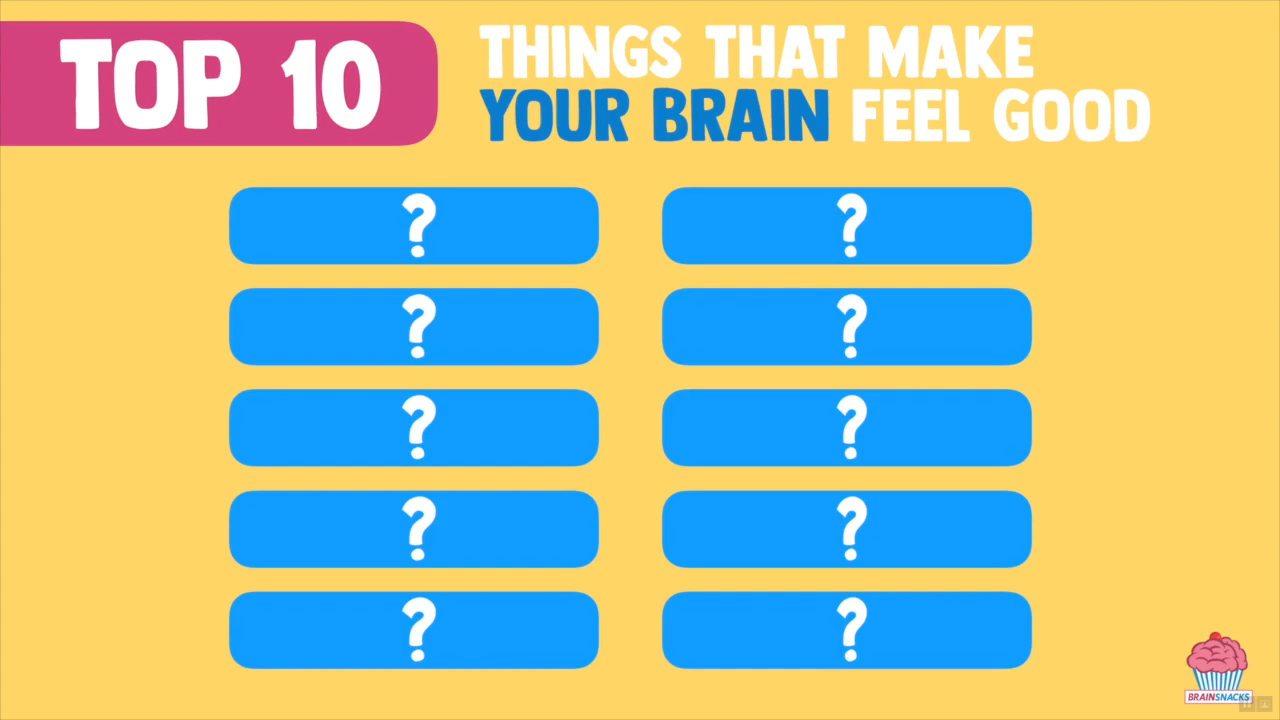 TOP 10
THINGS THAT MAKE
YOUR BRAIN FEEL GOOD
? ?
? ?
? ?
? ?
? ?
BRAINSNACKS